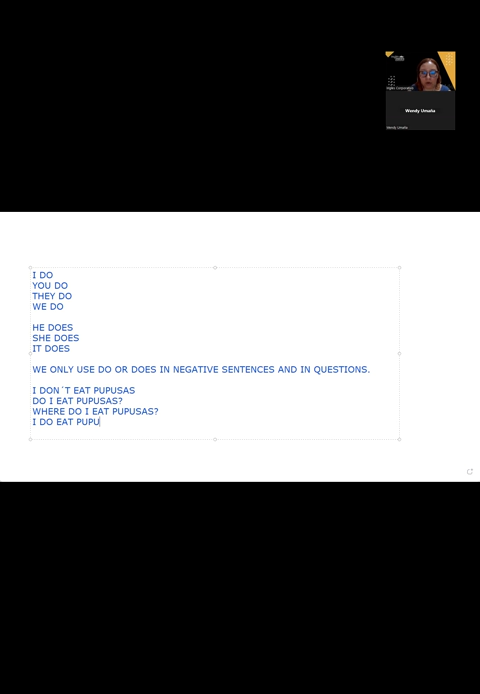 Wendy Umaña
Wendy Umaña
I DO
YOU DO
THEY DO
WE DO
HE DOES
SHE DOES
IT DOES
WE ONLY USE DO OR DOES IN NEGATIVE SENTENCES AND IN QUESTIONS.
I DON´T EAT PUPUSAS
DO I EAT PUPUSAS?
WHERE DO I EAT PUPUSAS?
I DO EAT PUPU